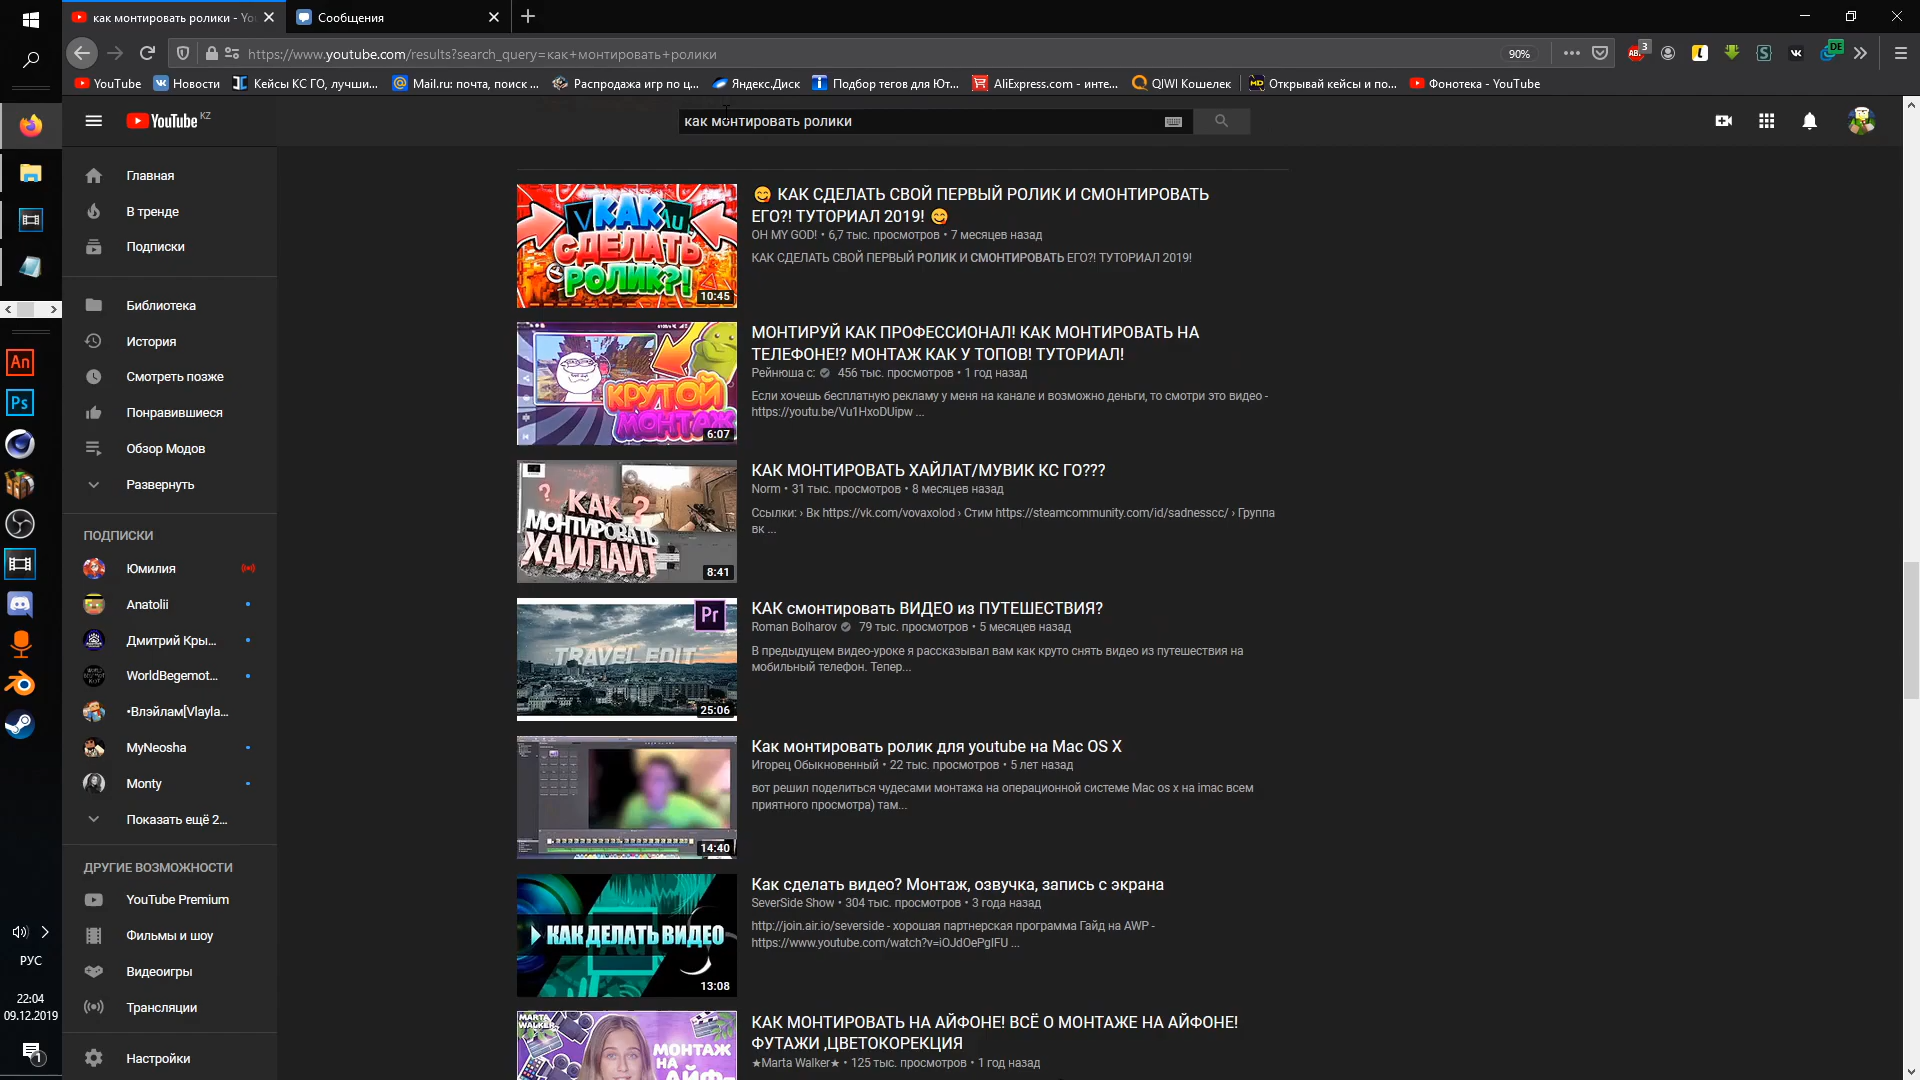 как монтировать ролики - Yo
Сообщения
https://www.youtube.com/results?search_query=как+монтировать+ролики
90%
3
DE
YouTube
Новости
Кейсы КС ГО, лучши...
Mail.ru: почта, поиск ...
Распродажа игр по ц...
Яндекс.Диск
Подбор тегов для Ют...
AliExpress.com - инте...
QIWI Кошелек
Открывай кейсы и по...
Фонотека - YouTube
YouTube KZ
как монтировать ролики
Главная
В тренде
Подписки
Библиотека
История
Смотреть позже
Понравившиеся
Обзор Модов
Развернуть
ПОДПИСКИ
Юмилия
Anatolii
Дмитрий Кры...
WorldBegemot...
•Влэйлам[Vlayla...
MyNeosha
Monty
Показать ещё 2...
ДРУГИЕ ВОЗМОЖНОСТИ
YouTube Premium
Фильмы и шоу
Видеоигры
Трансляции
Настройки
An
Ps
РУС
22:04
09.12.2019
1
КАК
Au
СДЕЛАТЬ
РОЛИК?!
10:45
😋 КАК СДЕЛАТЬ СВОЙ ПЕРВЫЙ РОЛИК И СМОНТИРОВАТЬ
ЕГО?! ТУТОРИАЛ 2019! 😋
OH MY GOD! • 6,7 тыс. просмотров • 7 месяцев назад
КАК СДЕЛАТЬ СВОЙ ПЕРВЫЙ РОЛИК И СМОНТИРОВАТЬ ЕГО?! ТУТОРИАЛ 2019!
КРУТОЙ
МОНТАЖ
6:07
МОНТИРУЙ КАК ПРОФЕССИОНАЛ! КАК МОНТИРОВАТЬ НА
ТЕЛЕФОНЕ!? МОНТАЖ КАК У ТОПОВ! ТУТОРИАЛ!
Рейнюша с: 456 тыс. просмотров • 1 год назад
Если хочешь бесплатную рекламу у меня на канале и возможно деньги, то смотри это видео -
https://youtu.be/Vu1HxoDUipw ...
? КАК ?
МОНТИРОВАТЬ
ХАЙЛАЙТ
8:41
КАК МОНТИРОВАТЬ ХАЙЛАТ/МУВИК КС ГО???
Norm • 31 тыс. просмотров • 8 месяцев назад
Ссылки: › Вк https://vk.com/vovaxolod › Стим https://steamcommunity.com/id/sadnesscc/ › Группа
вк ...
Pr
TRAVEL EDIT
25:06
КАК смонтировать ВИДЕО из ПУТЕШЕСТВИЯ?
Roman Bolharov 79 тыс. просмотров • 5 месяцев назад
В предыдущем видео-уроке я рассказывал вам как круто снять видео из путешествия на
мобильный телефон. Тепер...
14:40
Как монтировать ролик для youtube на Mac OS X
Игорец Обыкновенный • 22 тыс. просмотров • 5 лет назад
вот решил поделиться чудесами монтажа на операционной системе Mac os x на imac всем
приятного просмотра) там...
КАК ДЕЛАТЬ ВИДЕО
13:08
Как сделать видео? Монтаж, озвучка, запись с экрана
SeverSide Show • 304 тыс. просмотров • 3 года назад
http://join.air.io/severside - хорошая партнерская программа Гайд на AWP -
https://www.youtube.com/watch?v=iOJdOePgIFU ...
MARTA
WALKER
МОНТАЖ
НА
КАК МОНТИРОВАТЬ НА АЙФОНЕ! ВСЁ О МОНТАЖЕ НА АЙФОНЕ!
ФУТАЖИ ,ЦВЕТОКОРЕКЦИЯ
★Marta Walker★ • 125 тыс. просмотров • 1 год назад